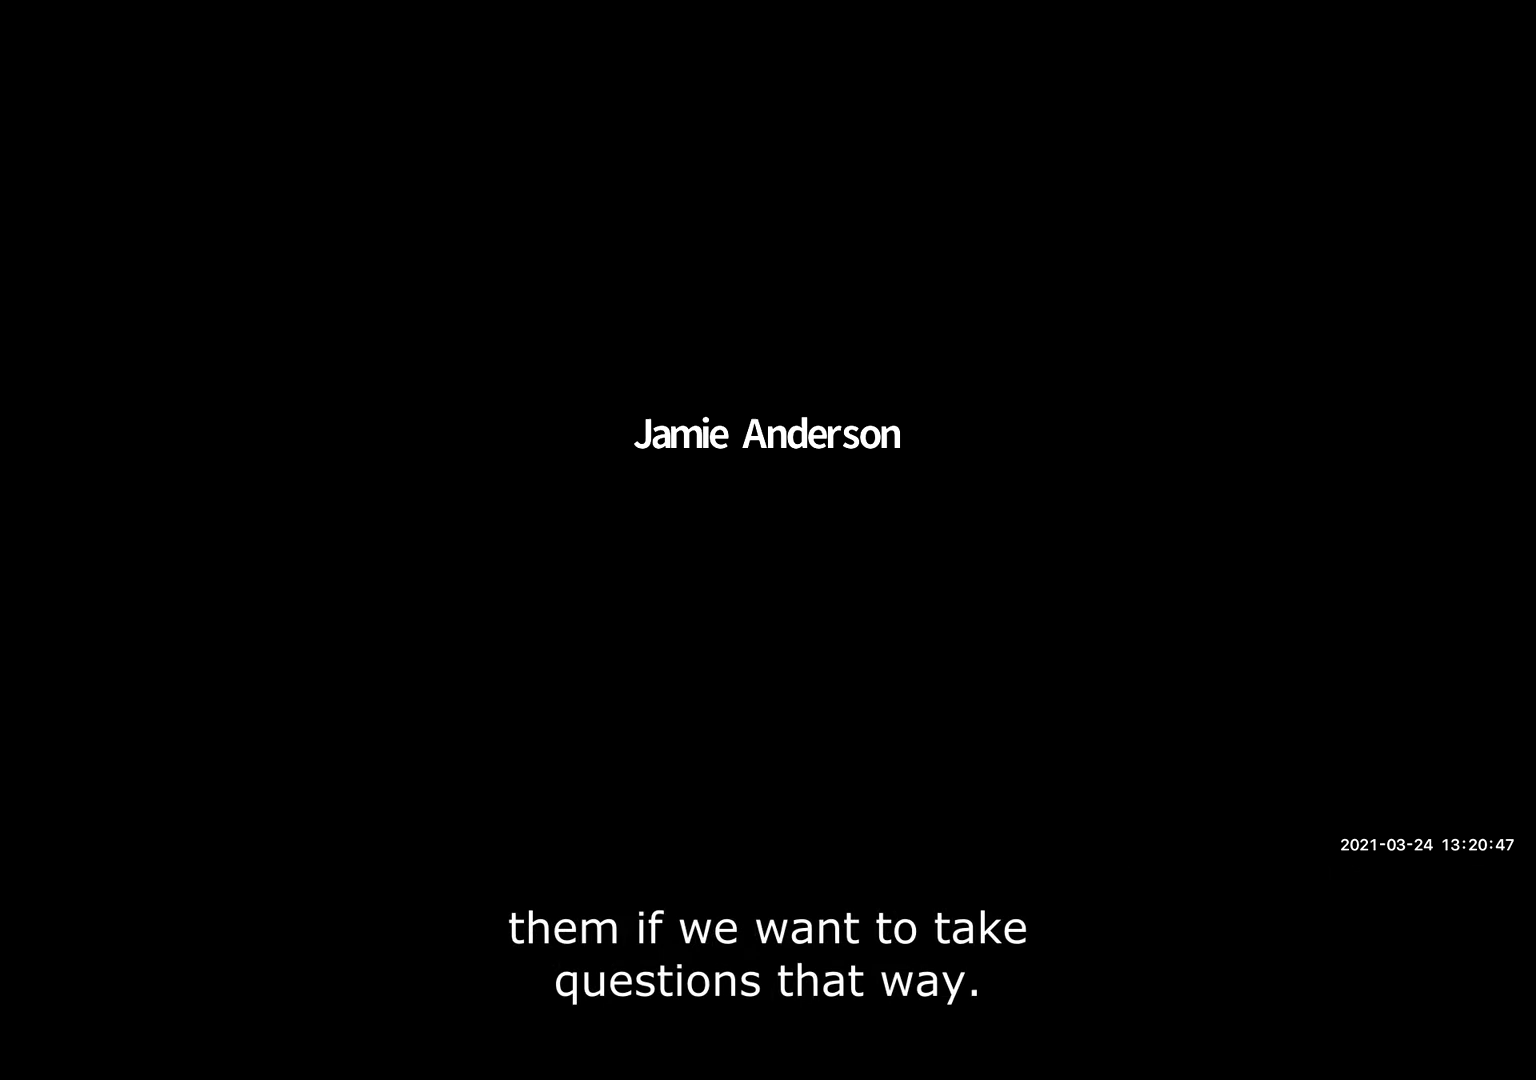 Jamie Anderson
2021-03-24 13:20:47
them if we want to take
questions that way.